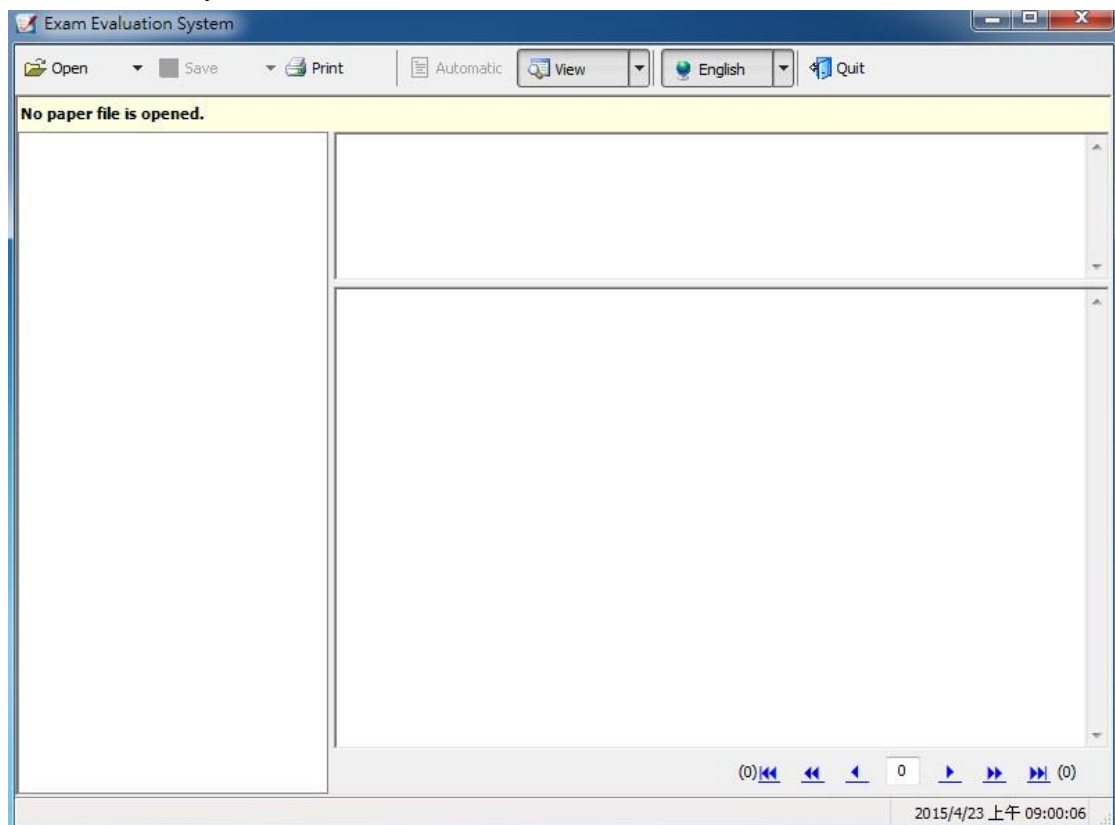 Exam Evaluation System
Open Save Print Automatic View English Quit
No paper file is opened.
(0) 0 (0)
2015/4/23 上午 09:00:06